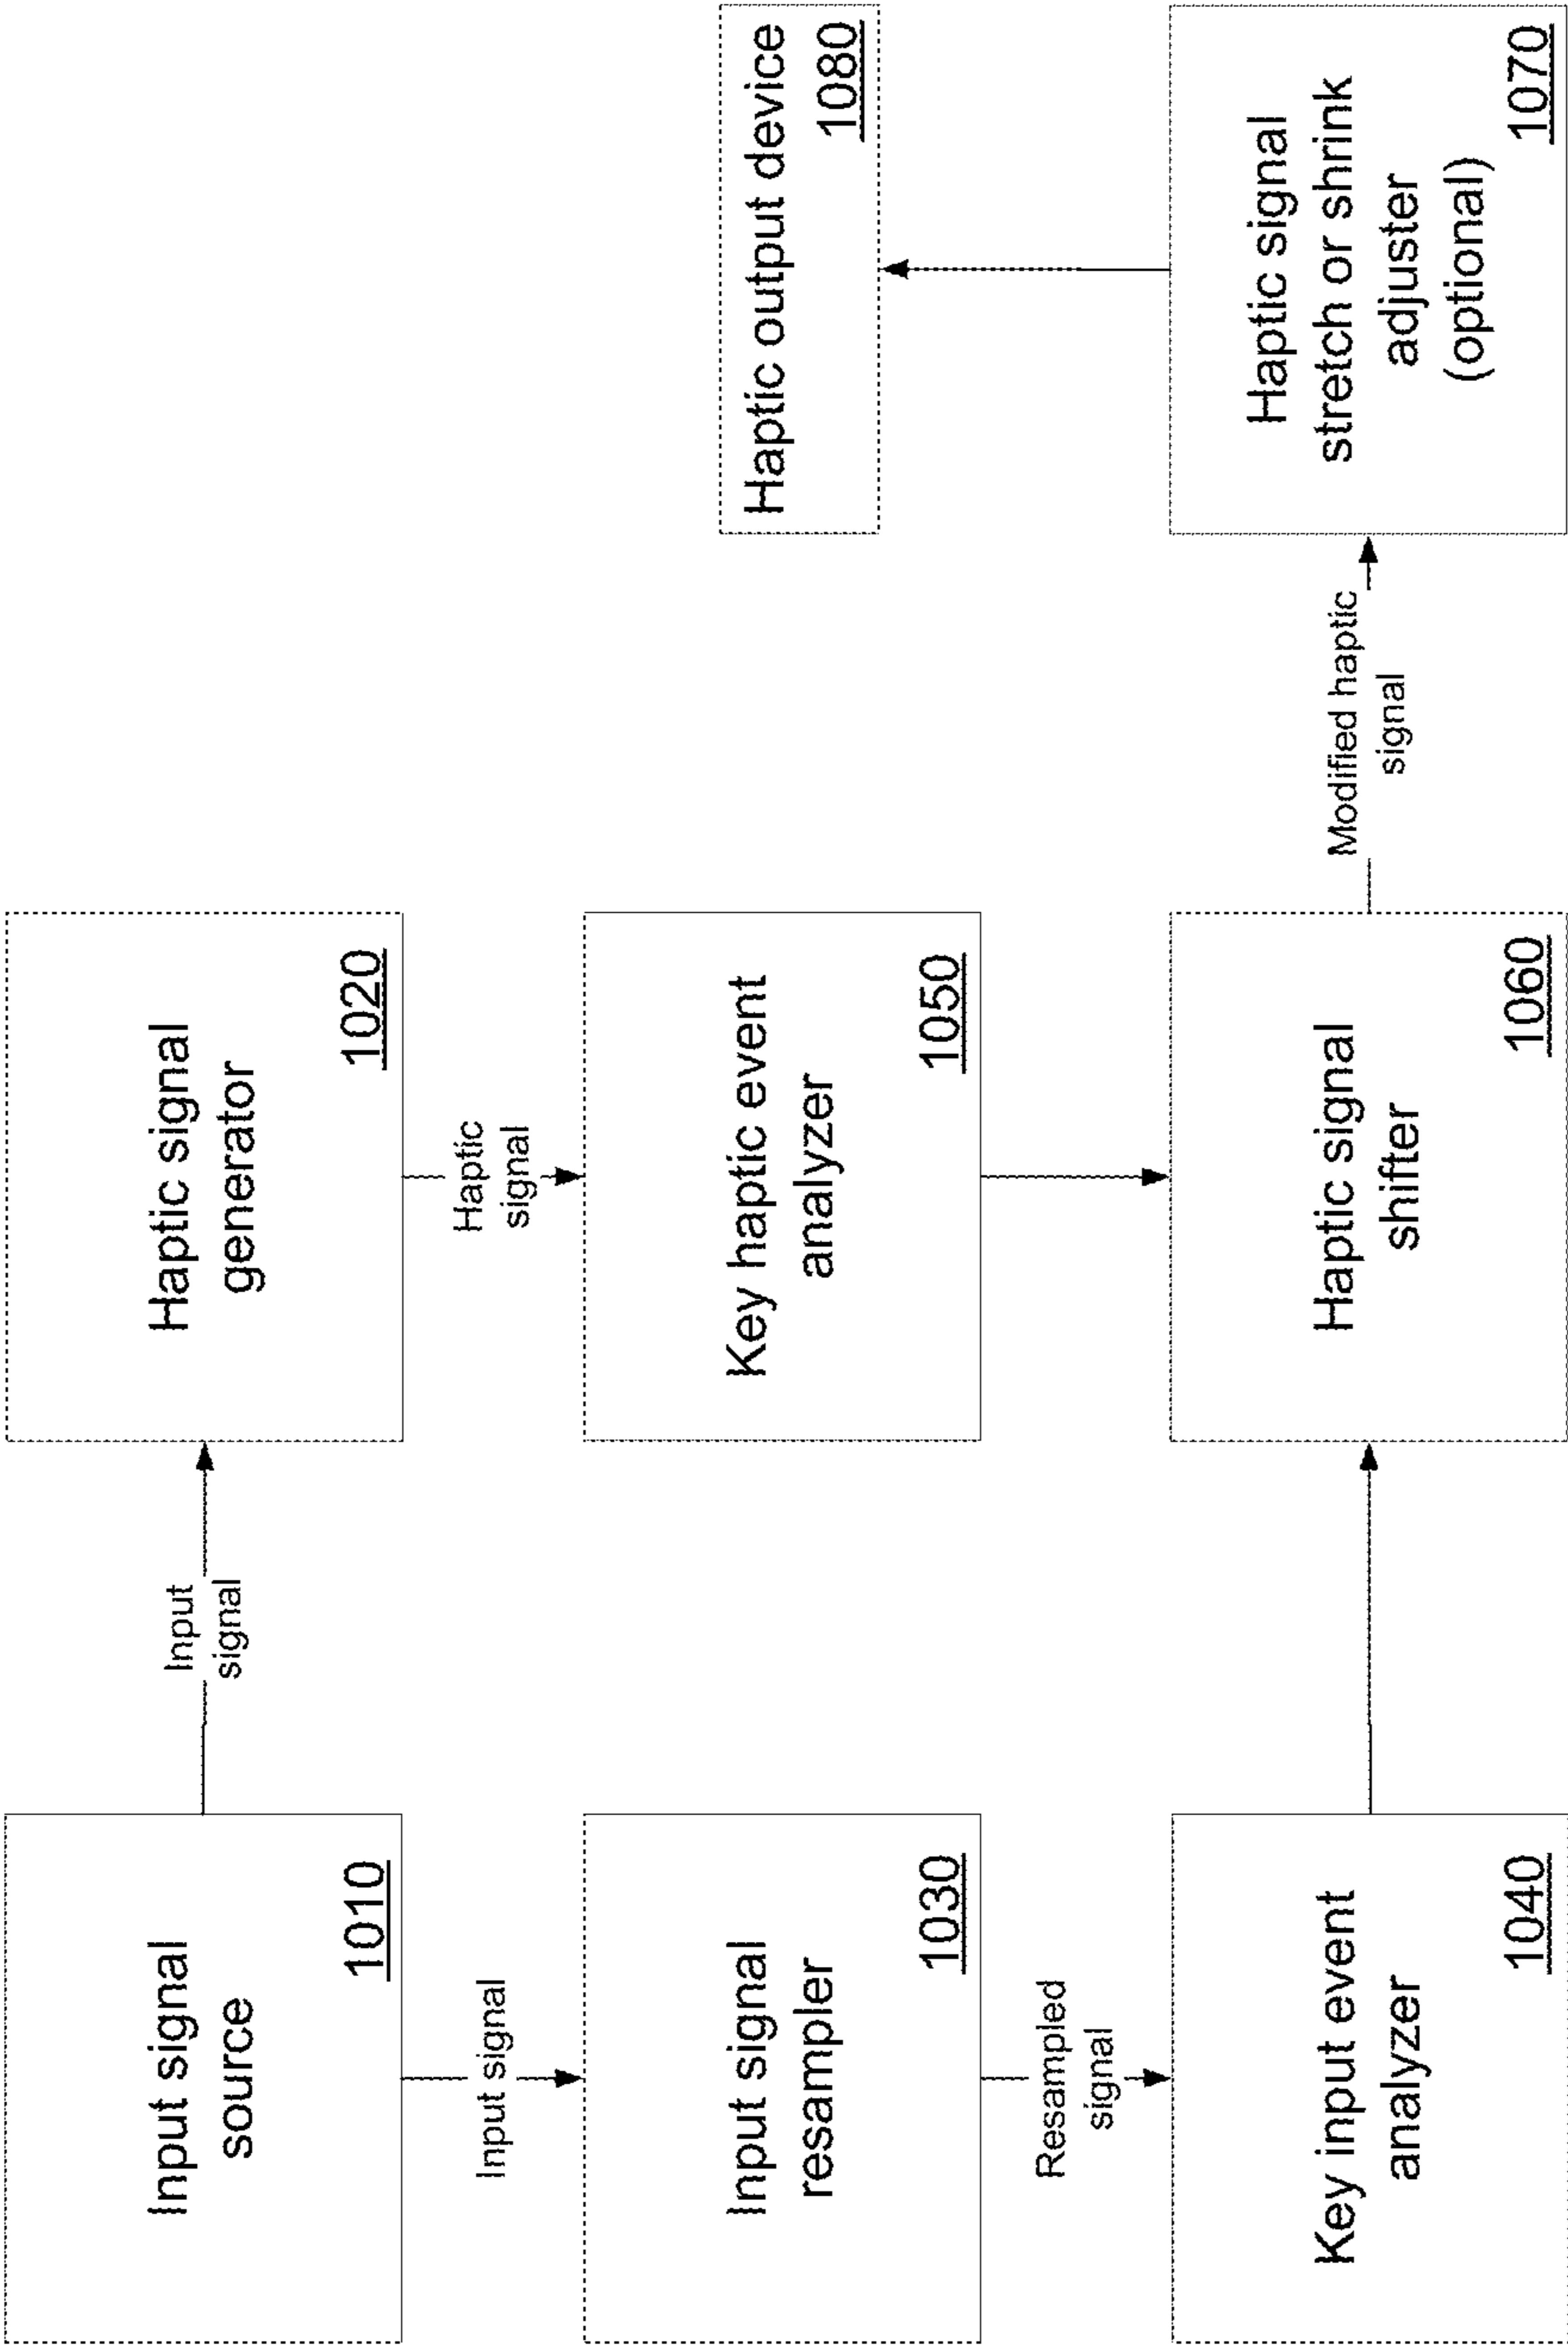 Input signal
source
1010
Input
signal
Haptic signal
generator
1020
Input signal
Haptic
signal
Input signal
resampler
1030
Key haptic event
analyzer
1050
Haptic output device
1080
Resampled
signal
Key input event
analyzer
1040
Haptic signal
shifter
1060
Modified haptic
signal
Haptic signal
stretch or shrink
adjuster
(optional)
1070